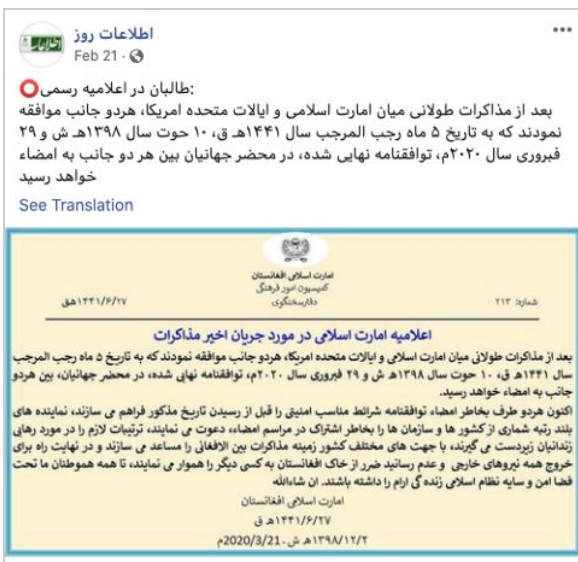 اطلاعات روز
Feb 21
طالبان در اعلامیه رسمی:
بعد از مذاکرات طولانی میان امارت اسلامی و ایالات متحده امریکا، هردو جانب موافقه
نمودند که به تاریخ ۵ ماه رجب المرجب سال ۱۴۴۱هـ ق، ۱۰ حوت سال ۱۳۹۸هـ ش و ۲۹
فبروری سال ۲۰۲۰م، توافقنامه نهایی شده، در محضر جهانیان بین هر دو جانب به امضاء
خواهد رسید
See Translation
امارت اسلامی افغانستان
کمیسیون امور فرهنگی
دفتر سخنگوی
شماره: ۲۱۳
۱۴۴۱/۶/۲۷هـق
اعلامیه امارت اسلامی در مورد جریان اخیر مذاکرات
بعد از مذاکرات طولانی میان امارت اسلامی و ایالات متحده امریکا، هردو جانب موافقه نمودند که به تاریخ ۵ ماه رجب المرجب
سال ۱۴۴۱هـ ق، ۱۰ حوت سال ۱۳۹۸هـ ش و ۲۹ فبروری سال ۲۰۲۰م، توافقنامه نهایی شده، در محضر جهانیان، بین هردو
جانب به امضاء خواهد رسید.
اکنون هردو طرف بخاطر امضاء توافقنامه شرائط مناسب امنیتی را قبل از رسیدن تاریخ مذکور فراهم می سازند، نماینده های
بلند رتبه شماری از کشور ها و سازمان ها را بخاطر اشتراک در مراسم امضاء، دعوت می نمایند، ترتیبات لازم را در مورد رهایی
زندانیان زیردست می گیرند، با جهت های مختلف کشور زمینه مذاکرات بین الافغانی را مساعد می سازند و در نهایت راه برای
خروج همه نیروهای خارجی و عدم رسانید ضرر از خاک افغانستان به کسی دیگر را هموار می نمایند، تا همه هموطنان ما تحت
فضا امن و سایه نظام اسلامی زنده گی آرام را داشته باشند. ان شاءالله
امارت اسلامی افغانستان
۱۴۴۱/۶/۲۷هـ ق
۱۳۹۸/۱۲/۲هـ ش ـ 2020/3/21م